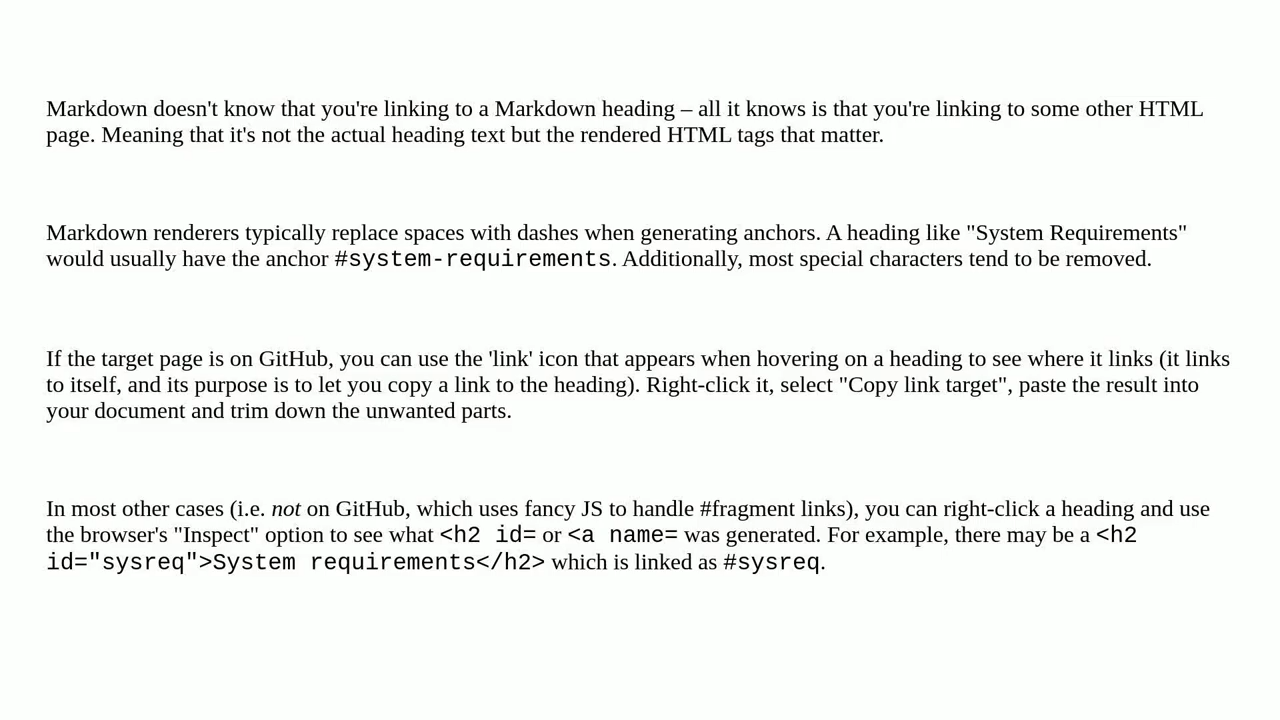 Markdown doesn't know that you're linking to a Markdown heading – all it knows is that you're linking to some other HTML
page. Meaning that it's not the actual heading text but the rendered HTML tags that matter.
Markdown renderers typically replace spaces with dashes when generating anchors. A heading like "System Requirements"
would usually have the anchor #system-requirements. Additionally, most special characters tend to be removed.
If the target page is on GitHub, you can use the 'link' icon that appears when hovering on a heading to see where it links (it links
to itself, and its purpose is to let you copy a link to the heading). Right-click it, select "Copy link target", paste the result into
your document and trim down the unwanted parts.
In most other cases (i.e. not on GitHub, which uses fancy JS to handle #fragment links), you can right-click a heading and use
the browser's "Inspect" option to see what <h2 id= or <a name= was generated. For example, there may be a <h2
id="sysreq">System requirements</h2> which is linked as #sysreq.